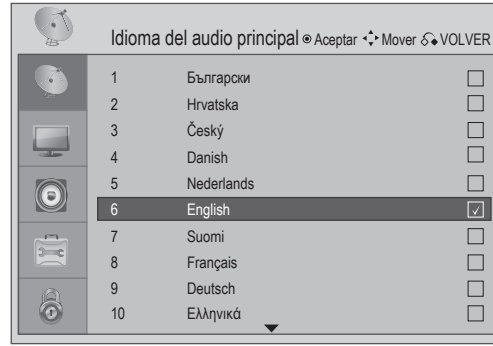 Idioma del audio principal Aceptar Mover VOLVER
1 Български
2 Hrvatska
3 Český
4 Danish
5 Nederlands
6 English
7 Suomi
8 Français
9 Deutsch
10 Ελληνικά